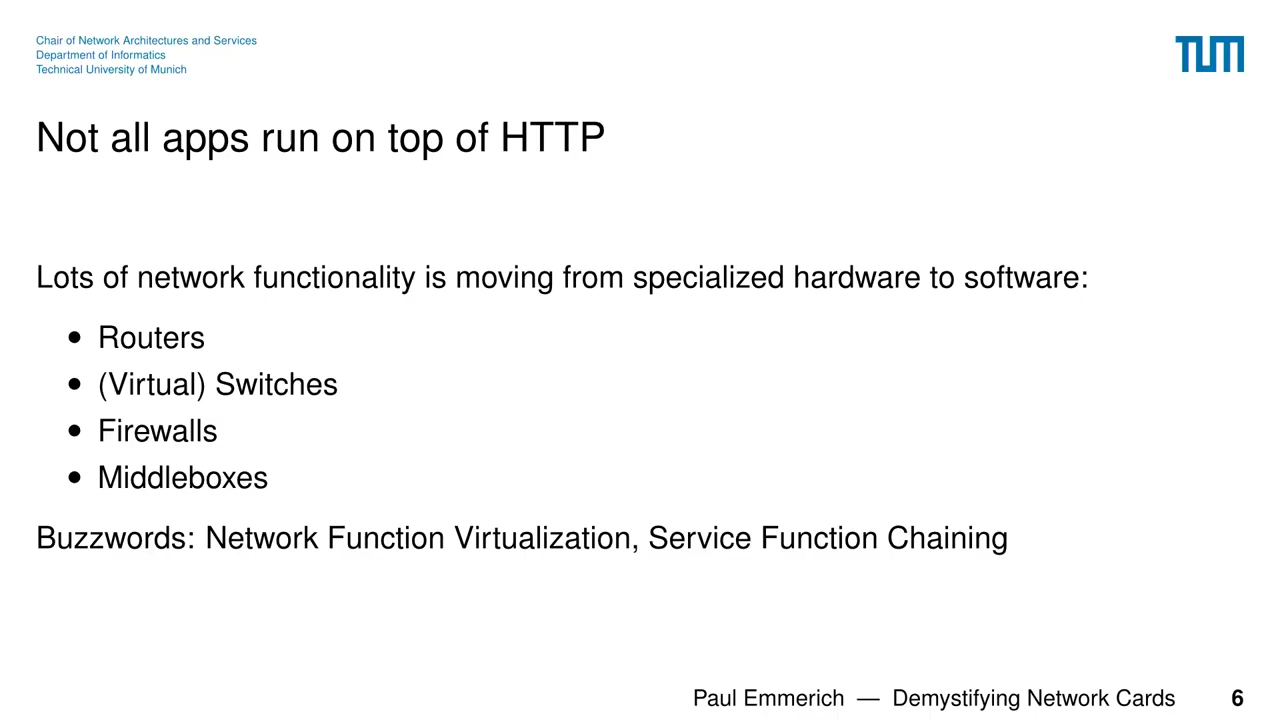 Chair of Network Architectures and Services
Department of Informatics
Technical University of Munich
TUM
Not all apps run on top of HTTP
Lots of network functionality is moving from specialized hardware to software:
• Routers
• (Virtual) Switches
• Firewalls
• Middleboxes
Buzzwords: Network Function Virtualization, Service Function Chaining
Paul Emmerich — Demystifying Network Cards 6